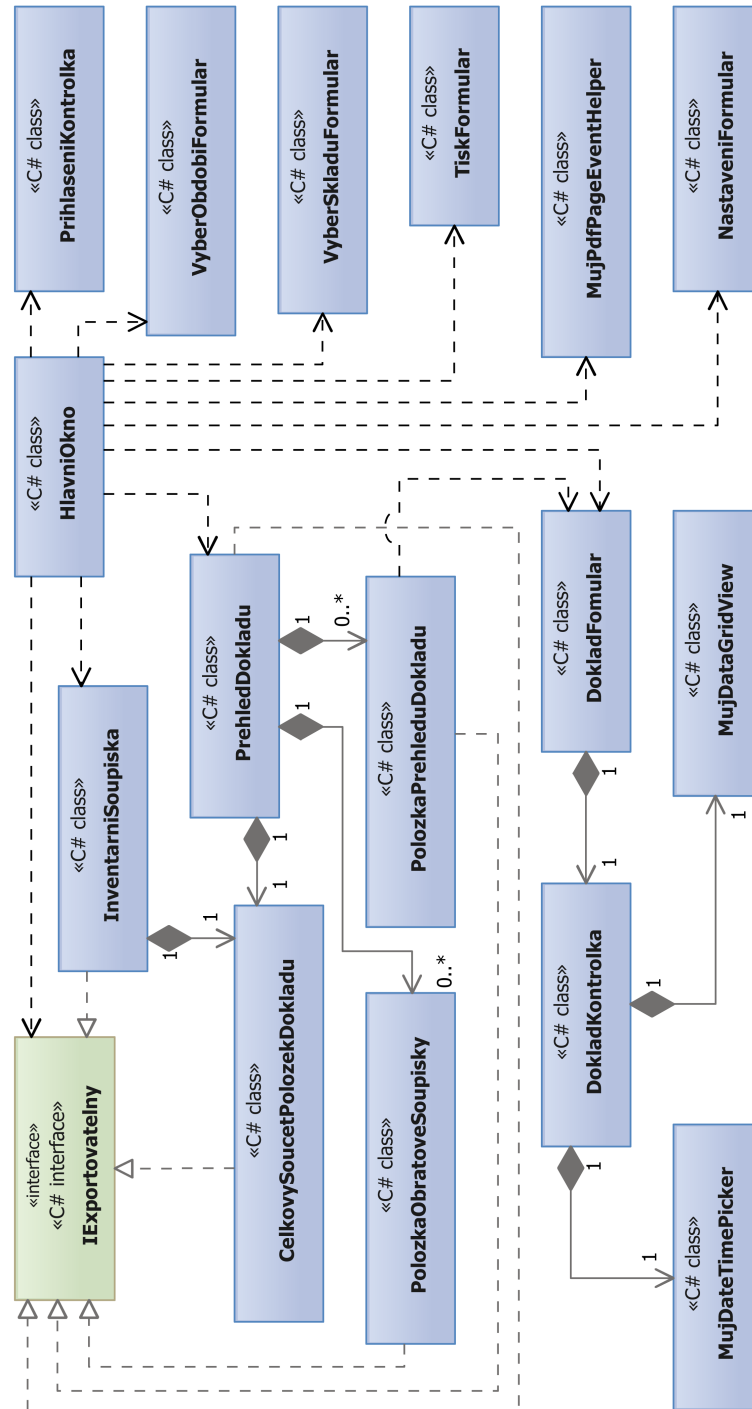 «C# class»
PrihlaseniKontrolka
«C# class»
VyberObdobiFormular
«C# class»
VyberSkladuFormular
«C# class»
TiskFormular
«C# class»
MujPdfPageEventHelper
«C# class»
NastaveniFormular
«C# class»
HlavniOkno
«C# class»
InventarniSoupiska
1
1
«C# class»
PrehledDokladu
1
0..*
1
0..*
1
1
«C# class»
PolozkaPrehleduDokladu
«C# class»
DokladFomular
1
1
«C# class»
MujDataGridView
«interface»
«C# interface»
IExportovatelny
«C# class»
CelkovySoucetPolozekDokladu
«C# class»
PolozkaObratoveSoupisky
«C# class»
DokladKontrolka
1
1
1
1
«C# class»
MujDateTimePicker